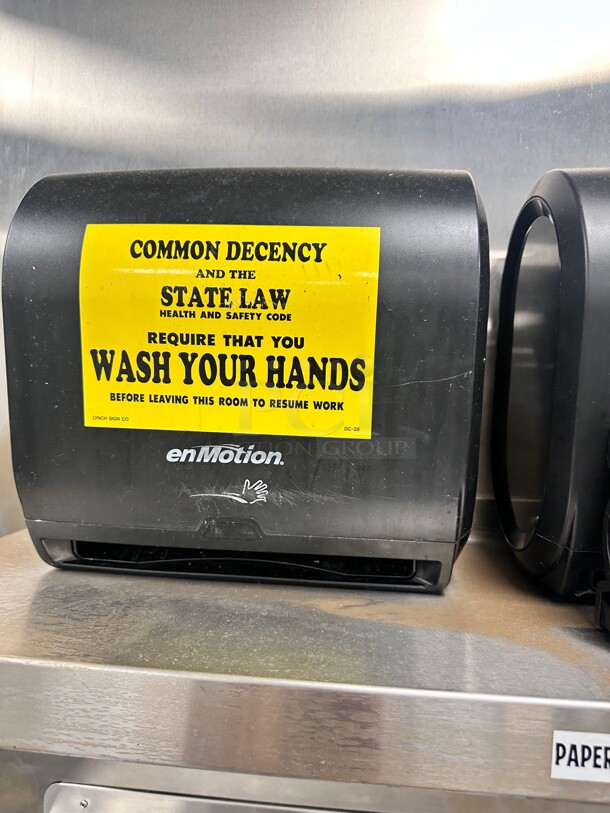 COMMON DECENCY
AND THE
STATE LAW
HEALTH AND SAFETY CODE
REQUIRE THAT YOU
WASH YOUR HANDS
BEFORE LEAVING THIS ROOM TO RESUME WORK
LYNCH SIGN CO DC-26
enMotion.
GROUP
PAPER